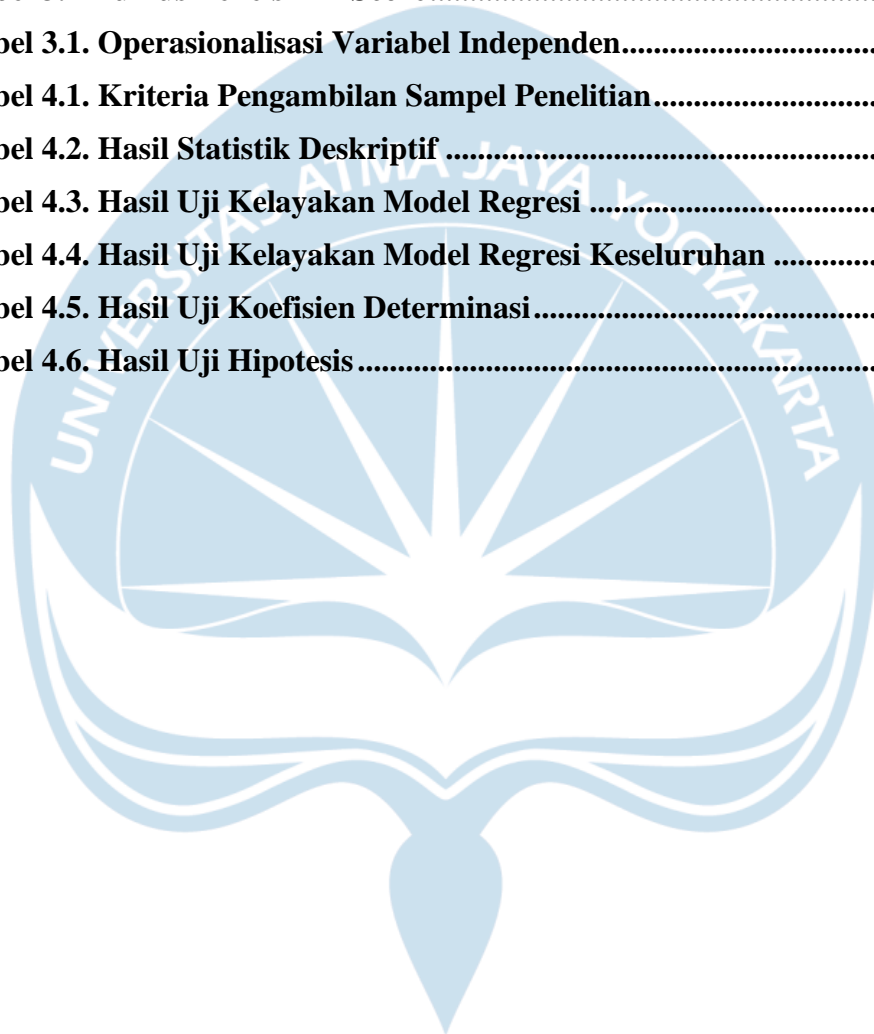 bel 3.1. Operasionalisasi Variabel Independen..............................
bel 4.1. Kriteria Pengambilan Sampel Penelitian..........................
bel 4.2. Hasil Statistik Deskriptif ....................................................
bel 4.3. Hasil Uji Kelayakan Model Regresi ..................................
bel 4.4. Hasil Uji Kelayakan Model Regresi Keseluruhan ............
bel 4.5. Hasil Uji Koefisien Determinasi.........................................
bel 4.6. Hasil Uji Hipotesis ...............................................................
UNIVERSITAS ATMA JAYA YOGYAKARTA